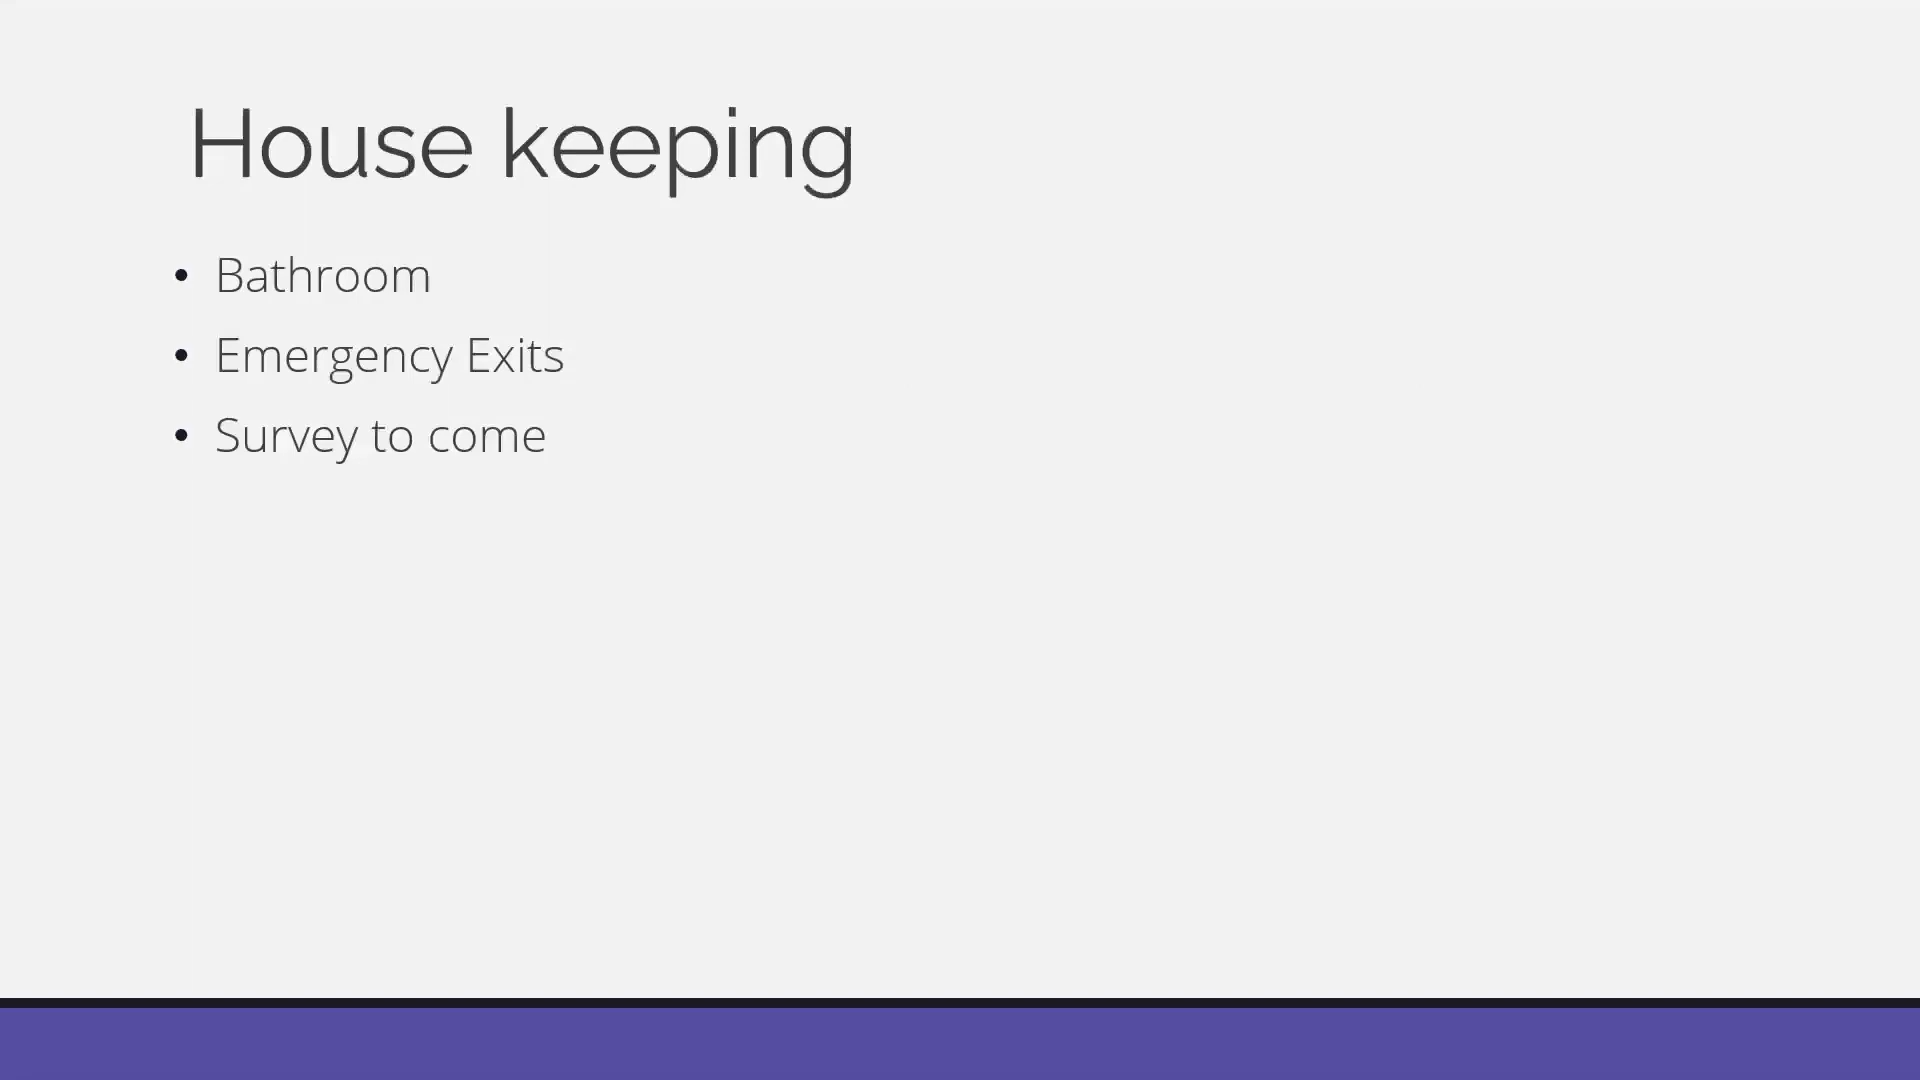 House keeping
• Bathroom
• Emergency Exits
• Survey to come